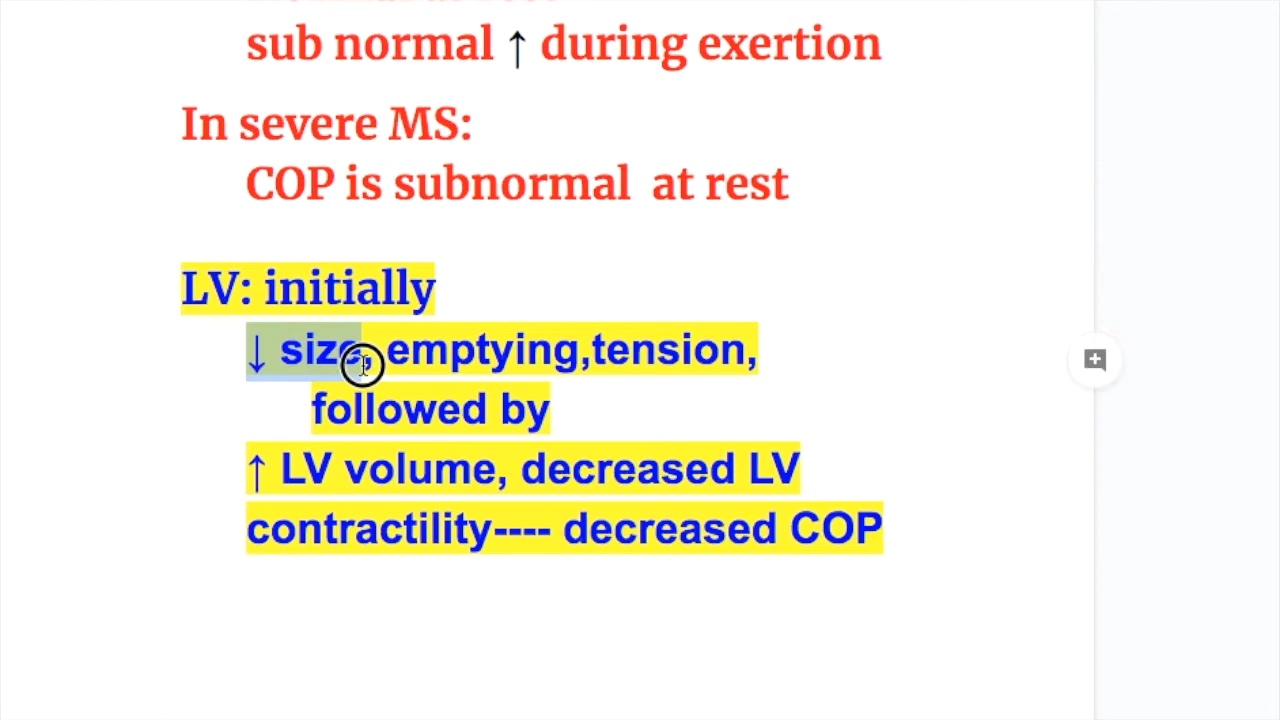 sub normal ↑ during exertion
In severe MS:
COP is subnormal at rest
LV: initially
↓ size, emptying,tension,
followed by
↑ LV volume, decreased LV
contractility---- decreased COP